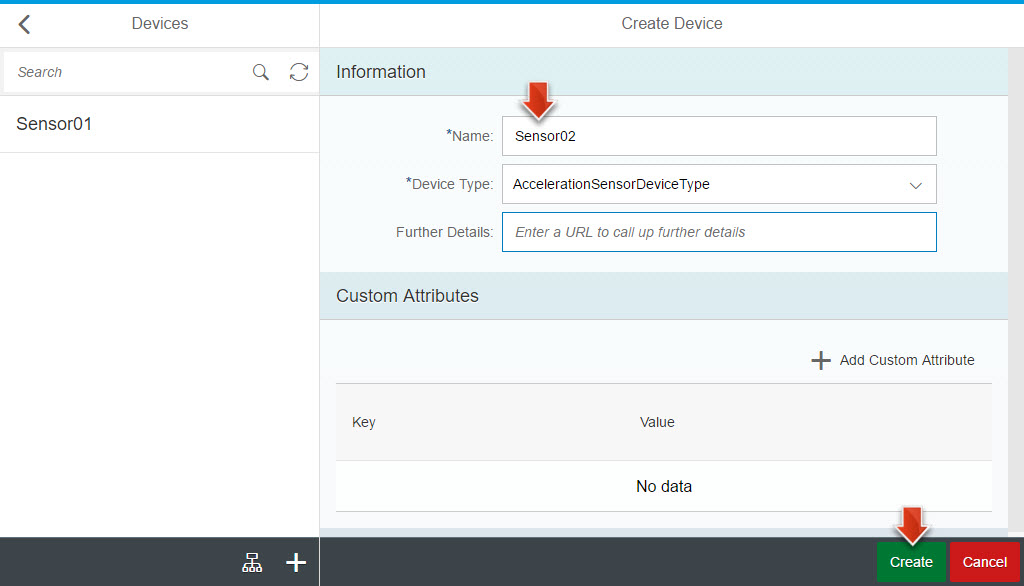 Devices
Create Device
Search
Sensor01
Information
*Name:
Sensor02
*Device Type:
AccelerationSensorDeviceType
Further Details:
Enter a URL to call up further details
Custom Attributes
Add Custom Attribute
Key Value
No data
Create
Cancel